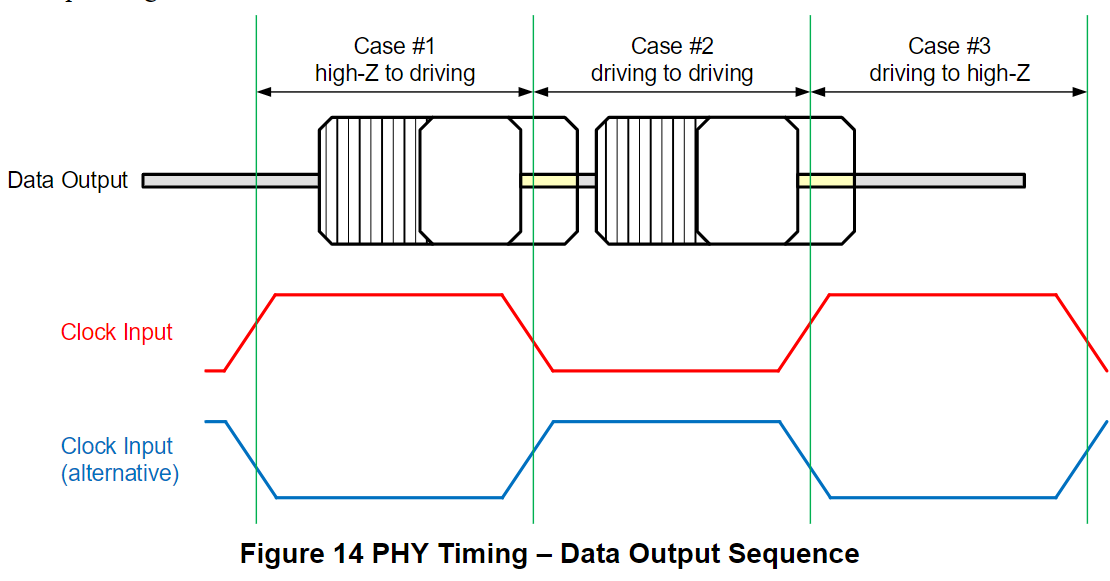 Case #1
high-Z to driving
Case #2
driving to driving
Case #3
driving to high-Z
Data Output
Clock Input
Clock Input
(alternative)
Figure 14 PHY Timing – Data Output Sequence